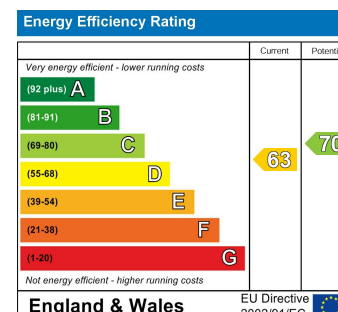 Energy Efficiency Rating
Current
Very energy efficient - lower running costs
(92 plus) A
(81-91) B
(69-80) C
70
(55-68) D
63
(39-54) E
(21-38) F
(1-20) G
Not energy efficient - higher running costs
England & Wales
EU Directive